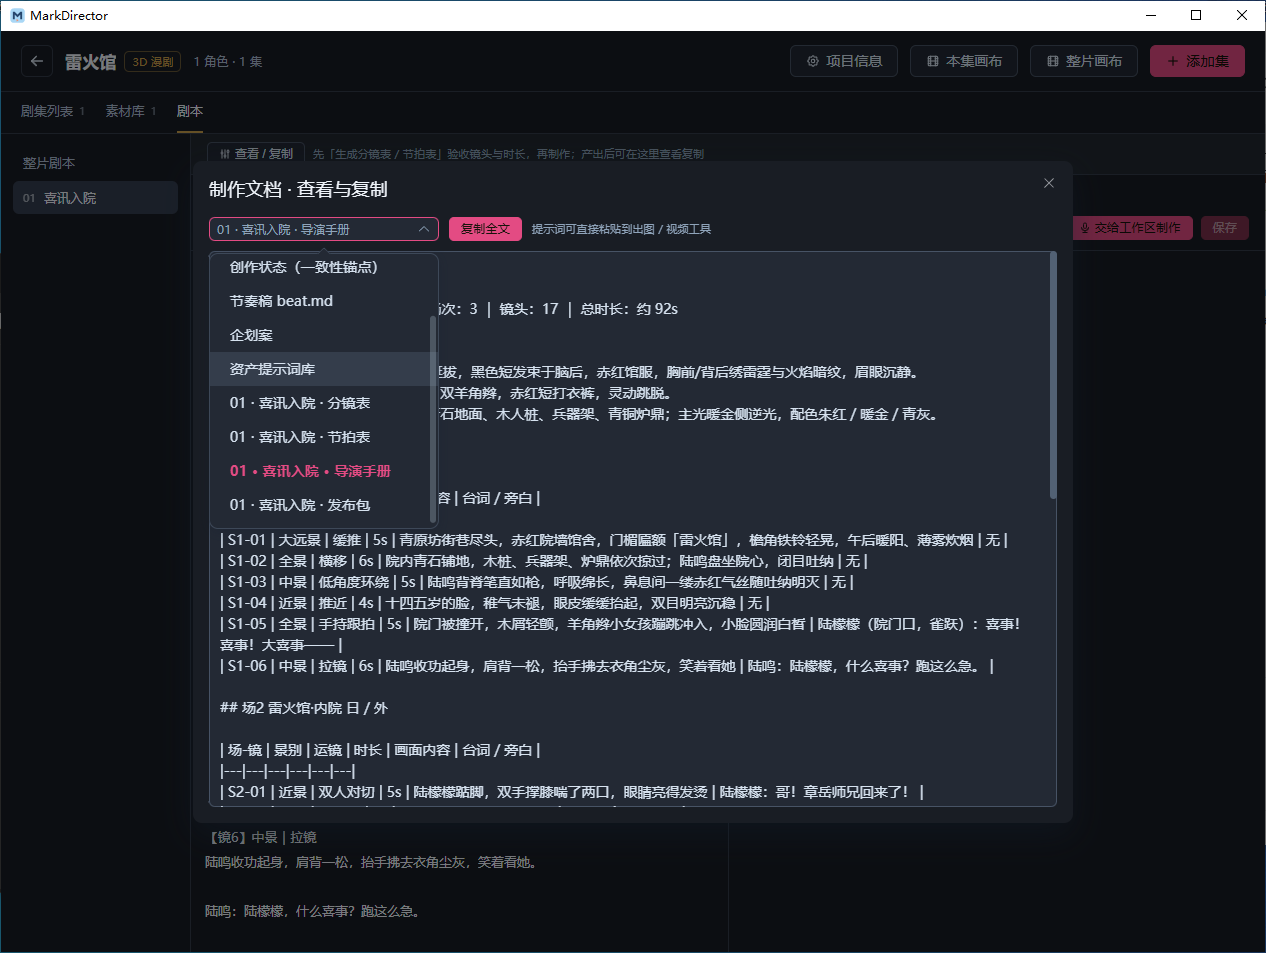 MarkDirector
雷火馆
3D 漫剧
1 角色 · 1 集
项目信息
本集画布
整片画布
+ 添加集
剧集列表 1
素材库 1
剧本
整片剧本
01 喜讯入院
查看 / 复制
先「生成分镜表 / 节拍表」验收镜头与时长，再制作；产出后可在这里查看复制
交给工作区制作
保存
制作文档 · 查看与复制
01 · 喜讯入院 · 导演手册
复制全文
提示词可直接粘贴到出图 / 视频工具
创作状态（一致性锚点）
节奏稿 beat.md
企划案
资产提示词库
01 · 喜讯入院 · 分镜表
01 · 喜讯入院 · 节拍表
01 · 喜讯入院 · 导演手册
01 · 喜讯入院 · 发布包
次：3 ｜ 镜头：17 ｜ 总时长：约 92s
拔，黑色短发束于脑后，赤红馆服，胸前/背后绣雷霆与火焰暗纹，眉眼沉静。
双羊角辫，赤红短打衣裤，灵动跳脱。
石地面、木人桩、兵器架、青铜炉鼎；主光暖金侧逆光，配色朱红 / 暖金 / 青灰。
容 | 台词 / 旁白 |
| S1-01 | 大远景 | 缓推 | 5s | 青原坊街巷尽头，赤红院墙馆舍，门楣匾额「雷火馆」，檐角铁铃轻晃，午后暖阳、薄雾炊烟 | 无 |
| S1-02 | 全景 | 横移 | 6s | 院内青石铺地，木桩、兵器架、炉鼎依次掠过；陆鸣盘坐院心，闭目吐纳 | 无 |
| S1-03 | 中景 | 低角度环绕 | 5s | 陆鸣背脊笔直如枪，呼吸绵长，鼻息间一缕赤红气丝随吐纳明灭 | 无 |
| S1-04 | 近景 | 推近 | 4s | 十四五岁的脸，稚气未褪，眼皮缓缓抬起，双目明亮沉稳 | 无 |
| S1-05 | 全景 | 手持跟拍 | 5s | 院门被撞开，木屑轻颤，羊角辫小女孩蹦跳冲入，小脸圆润白皙 | 陆檬檬（院门口，雀跃）：喜事！
喜事！大喜事—— |
| S1-06 | 中景 | 拉镜 | 6s | 陆鸣收功起身，肩背一松，抬手拂去衣角尘灰，笑着看她 | 陆鸣：陆檬檬，什么喜事？跑这么急。 |
## 场2 雷火馆·内院 日 / 外
| 场-镜 | 景别 | 运镜 | 时长 | 画面内容 | 台词 / 旁白 |
|---|---|---|---|---|---|
| S2-01 | 近景 | 双人对切 | 5s | 陆檬檬踮脚，双手撑膝喘了两口，眼睛亮得发烫 | 陆檬檬：哥！章岳师兄回来了！ |
【镜6】中景 | 拉镜
陆鸣收功起身，肩背一松，抬手拂去衣角尘灰，笑着看她。
陆鸣：陆檬檬，什么喜事？跑这么急。